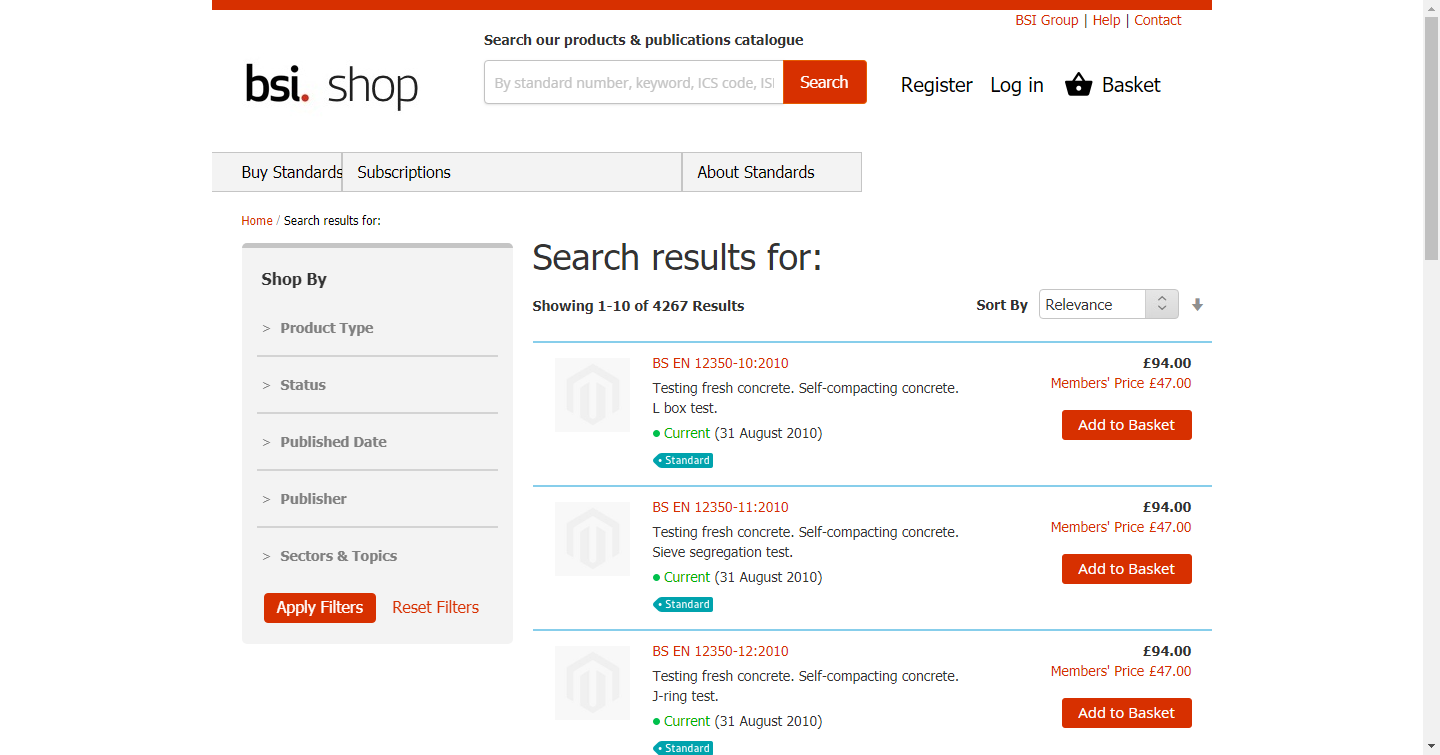 BSI Group | Help | Contact
Search our products & publications catalogue
bsi. shop
By standard number, keyword, ICS code, ISI
Search
Register
Log in
Basket
Buy Standards
Subscriptions
About Standards
Home / Search results for:
Shop By
> Product Type
> Status
> Published Date
> Publisher
> Sectors & Topics
Apply Filters
Reset Filters
Search results for:
Showing 1-10 of 4267 Results
Sort By
Relevance
BS EN 12350-10:2010
Testing fresh concrete. Self-compacting concrete.
L box test.
Current (31 August 2010)
Standard
£94.00
Members' Price £47.00
Add to Basket
BS EN 12350-11:2010
Testing fresh concrete. Self-compacting concrete.
Sieve segregation test.
Current (31 August 2010)
Standard
£94.00
Members' Price £47.00
Add to Basket
BS EN 12350-12:2010
Testing fresh concrete. Self-compacting concrete.
J-ring test.
Current (31 August 2010)
Standard
£94.00
Members' Price £47.00
Add to Basket